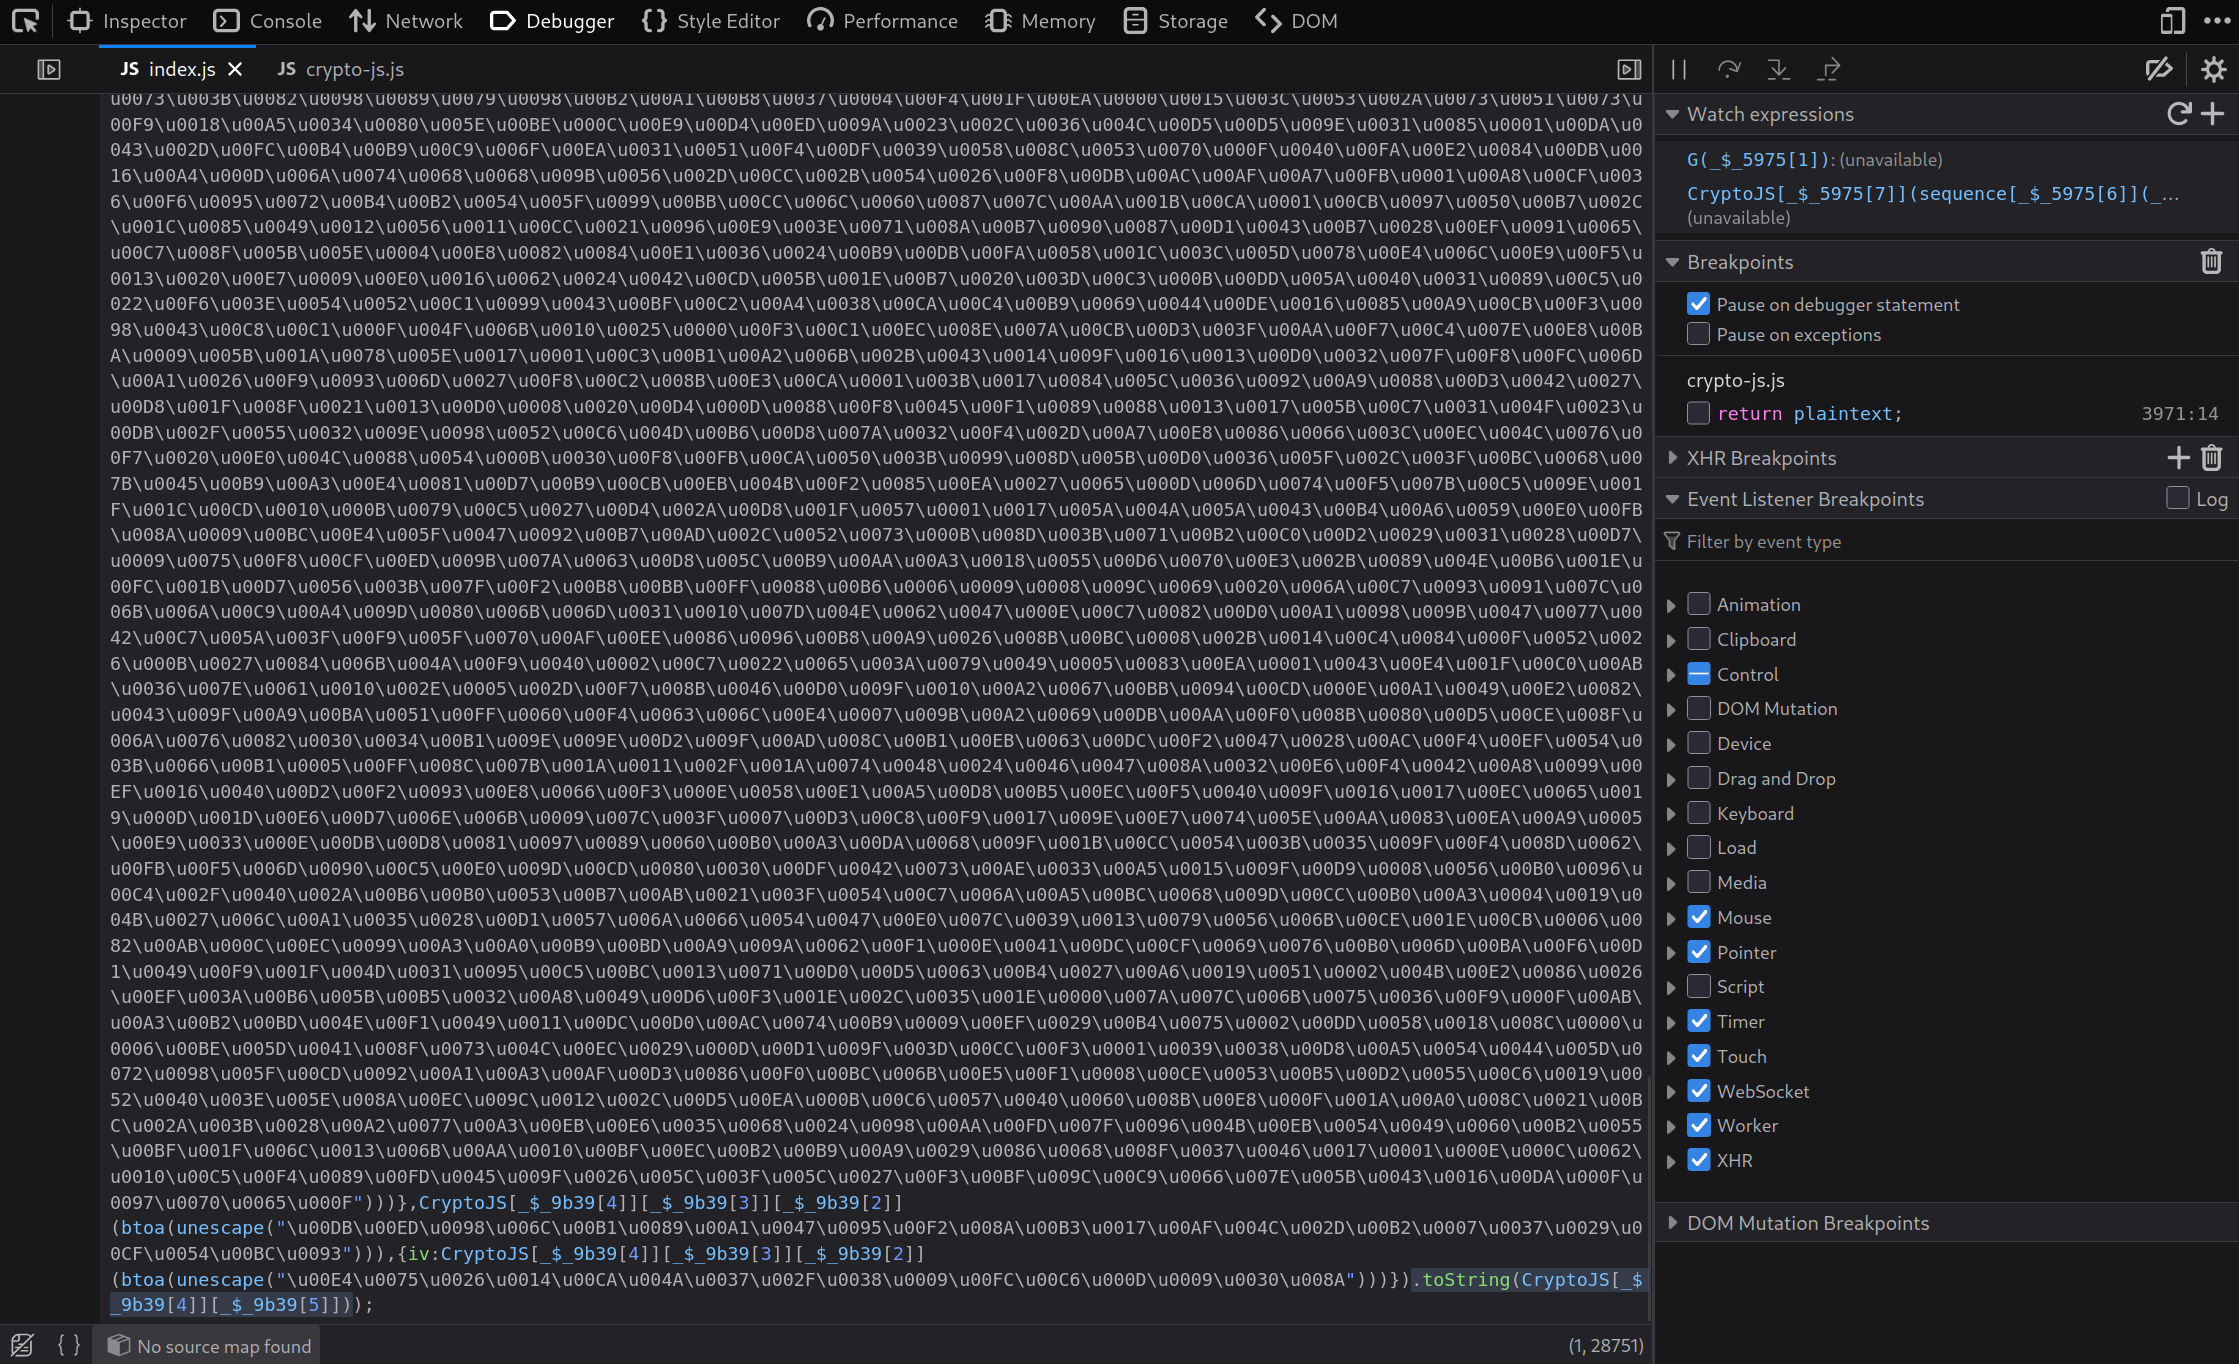 Inspector Console Network Debugger Style Editor Performance Memory Storage DOM
JS index.js JS crypto-js.js
u0073\u003B\u0082\u0098\u0089\u0079\u0098\u00B2\u00A1\u00B8\u0037\u0004\u00F4\u001F\u00EA\u0000\u0015\u003C\u0053\u002A\u0073\u0051\u0073\u
00F9\u0018\u00A5\u0034\u0080\u005E\u00BE\u000C\u00E9\u00D4\u00ED\u009A\u0023\u002C\u0036\u004C\u00D5\u00D5\u009E\u0031\u0085\u0001\u00DA\u0
043\u002D\u00FC\u00B4\u00B9\u00C9\u006F\u00EA\u0031\u0051\u00F4\u00DF\u0039\u0058\u008C\u0053\u0070\u000F\u0040\u00FA\u00E2\u0084\u00DB\u00
16\u00A4\u000D\u006A\u0074\u0068\u0068\u009B\u0056\u002D\u00CC\u002B\u0054\u0026\u00F8\u00DB\u00AC\u00AF\u00A7\u00FB\u0001\u00A8\u00CF\u003
6\u00F6\u0095\u0072\u00B4\u00B2\u0054\u005F\u0099\u00BB\u00CC\u006C\u0060\u0087\u007C\u00AA\u001B\u00CA\u0001\u00CB\u0097\u0050\u00B7\u002C
\u001C\u0085\u0049\u0012\u0056\u0011\u00CC\u0021\u0096\u00E9\u003E\u0071\u008A\u00B7\u0090\u0087\u00D1\u0043\u00B7\u0028\u00EF\u0091\u0065\
u00C7\u008F\u005B\u005E\u0004\u00E8\u0082\u0084\u00E1\u0036\u0024\u00B9\u00DB\u00FA\u0058\u001C\u003C\u005D\u0078\u00E4\u006C\u00E9\u00F5\u
0013\u0020\u00E7\u0009\u00E0\u0016\u0062\u0024\u0042\u00CD\u005B\u001E\u00B7\u0020\u003D\u00C3\u000B\u00DD\u005A\u0040\u0031\u0089\u00C5\u0
022\u00F6\u003E\u0054\u0052\u00C1\u0099\u0043\u00BF\u00C2\u00A4\u0038\u00CA\u00C4\u00B9\u0069\u0044\u00DE\u0016\u0085\u00A9\u00CB\u00F3\u00
98\u0043\u00C8\u00C1\u000F\u004F\u006B\u0010\u0025\u0000\u00F3\u00C1\u00EC\u008E\u007A\u00CB\u00D3\u003F\u00AA\u00F7\u00C4\u007E\u00E8\u00B
A\u0009\u005B\u001A\u0078\u005E\u0017\u0001\u00C3\u00B1\u00A2\u006B\u002B\u0043\u0014\u009F\u0016\u0013\u00D0\u0032\u007F\u00F8\u00FC\u006D
\u00A1\u0026\u00F9\u0093\u006D\u0027\u00F8\u00C2\u008B\u00E3\u00CA\u0001\u003B\u0017\u0084\u005C\u0036\u0092\u00A9\u0088\u00D3\u0042\u0027\
u00D8\u001F\u008F\u0021\u0013\u00D0\u0008\u0020\u00D4\u000D\u0088\u00F8\u0045\u00F1\u0089\u0088\u0013\u0017\u005B\u00C7\u0031\u004F\u0023\u
00DB\u002F\u0055\u0032\u009E\u0098\u0052\u00C6\u004D\u00B6\u00D8\u007A\u0032\u00F4\u002D\u00A7\u00E8\u0086\u0066\u003C\u00EC\u004C\u0076\u0
0F7\u0020\u00E0\u004C\u0088\u0054\u000B\u0030\u00F8\u00FB\u00CA\u0050\u003B\u0099\u008D\u005B\u00D0\u0036\u005F\u002C\u003F\u00BC\u0068\u00
7B\u0045\u00B9\u00A3\u00E4\u0081\u00D7\u00B9\u00CB\u00EB\u004B\u00F2\u0085\u00EA\u0027\u0065\u000D\u006D\u0074\u00F5\u007B\u00C5\u009E\u001
F\u001C\u00CD\u0010\u000B\u0079\u00C5\u0027\u00D4\u002A\u00D8\u001F\u0057\u0001\u0017\u005A\u004A\u005A\u0043\u00B4\u00A6\u0059\u00E0\u00FB
\u008A\u0009\u00BC\u00E4\u005F\u0047\u0092\u00B7\u00AD\u002C\u0052\u0073\u000B\u008D\u003B\u0071\u00B2\u00C0\u00D2\u0029\u0031\u0028\u00D7\
u0009\u0075\u00F8\u00CF\u00ED\u009B\u007A\u0063\u00D8\u005C\u00B9\u00AA\u00A3\u0018\u0055\u00D6\u0070\u00E3\u002B\u0089\u004E\u00B6\u001E\u
00FC\u001B\u00D7\u0056\u003B\u007F\u00F2\u00B8\u00BB\u00FF\u0088\u00B6\u0006\u0009\u0008\u009C\u0069\u0020\u006A\u00C7\u0093\u0091\u007C\u0
06B\u006A\u00C9\u00A4\u009D\u0080\u006B\u006D\u0031\u0010\u007D\u004E\u0062\u0047\u000E\u00C7\u0082\u00D0\u00A1\u0098\u009B\u0047\u0077\u00
42\u00C7\u005A\u003F\u00F9\u005F\u0070\u00AF\u00EE\u0086\u0096\u00B8\u00A9\u0026\u008B\u00BC\u0008\u002B\u0014\u00C4\u0084\u000F\u0052\u002
6\u000B\u0027\u0084\u006B\u004A\u00F9\u0040\u0002\u00C7\u0022\u0065\u003A\u0079\u0049\u0005\u0083\u00EA\u0001\u0043\u00E4\u001F\u00C0\u00AB
\u0036\u007E\u0061\u0010\u002E\u0005\u002D\u00F7\u008B\u0046\u00D0\u009F\u0010\u00A2\u0067\u00BB\u0094\u00CD\u000E\u00A1\u0049\u00E2\u0082\
u0043\u009F\u00A9\u00BA\u0051\u00FF\u0060\u00F4\u0063\u006C\u00E4\u0007\u009B\u00A2\u0069\u00DB\u00AA\u00F0\u008B\u0080\u00D5\u00CE\u008F\u
006A\u0076\u0082\u0030\u0034\u00B1\u009E\u009E\u00D2\u009F\u00AD\u008C\u00B1\u00EB\u0063\u00DC\u00F2\u0047\u0028\u00AC\u00F4\u00EF\u0054\u0
03B\u0066\u00B1\u0005\u00FF\u008C\u007B\u001A\u0011\u002F\u001A\u0074\u0048\u0024\u0046\u0047\u008A\u0032\u00E6\u00F4\u0042\u00A8\u0099\u00
EF\u0016\u0040\u00D2\u00F2\u0093\u00E8\u0066\u00F3\u000E\u0058\u00E1\u00A5\u00D8\u00B5\u00EC\u00F5\u0040\u009F\u0016\u0017\u00EC\u0065\u001
9\u000D\u001D\u00E6\u00D7\u006E\u006B\u0009\u007C\u003F\u0007\u00D3\u00C8\u00F9\u0017\u009E\u00E7\u0074\u005E\u00AA\u0083\u00EA\u00A9\u0005
\u00E9\u0033\u000E\u00DB\u00D8\u0081\u0097\u0089\u0060\u00B0\u00A3\u00DA\u0068\u009F\u001B\u00CC\u0054\u003B\u0035\u009F\u00F4\u008D\u0062\
u00FB\u00F5\u006D\u0090\u00C5\u00E0\u009D\u00CD\u0080\u0030\u00DF\u0042\u0073\u00AE\u0033\u00A5\u0015\u009F\u00D9\u0008\u0056\u00B0\u0096\u
00C4\u002F\u0040\u002A\u00B6\u00B0\u0053\u00B7\u00AB\u0021\u003F\u0054\u00C7\u006A\u00A5\u00BC\u0068\u009D\u00CC\u00B0\u00A3\u0004\u0019\u0
04B\u0027\u006C\u00A1\u0035\u0028\u00D1\u0057\u006A\u0066\u0054\u0047\u00E0\u007C\u0039\u0013\u0079\u0056\u006B\u00CE\u001E\u00CB\u0006\u00
82\u00AB\u000C\u00EC\u0099\u00A3\u00A0\u00B9\u00BD\u00A9\u009A\u0062\u00F1\u000E\u0041\u00DC\u00CF\u0069\u0076\u00B0\u006D\u00BA\u00F6\u00D
1\u0049\u00F9\u001F\u004D\u0031\u0095\u00C5\u00BC\u0013\u0071\u00D0\u00D5\u0063\u00B4\u0027\u00A6\u0019\u0051\u0002\u004B\u00E2\u0086\u0026
\u00EF\u003A\u00B6\u005B\u00B5\u0032\u00A8\u0049\u00D6\u00F3\u001E\u002C\u0035\u001E\u0000\u007A\u007C\u006B\u0075\u0036\u00F9\u000F\u00AB\
u00A3\u00B2\u00BD\u004E\u00F1\u0049\u0011\u00DC\u00D0\u00AC\u0074\u00B9\u0009\u00EF\u0029\u00B4\u0075\u0002\u00DD\u0058\u0018\u008C\u0000\u
0006\u00BE\u005D\u0041\u008F\u0073\u004C\u00EC\u0029\u000D\u00D1\u009F\u003D\u00CC\u00F3\u0001\u0039\u0038\u00D8\u00A5\u0054\u0044\u005D\u0
072\u0098\u005F\u00CD\u0092\u00A1\u00A3\u00AF\u00D3\u0086\u00F0\u00BC\u006B\u00E5\u00F1\u0008\u00CE\u0053\u00B5\u00D2\u0055\u00C6\u0019\u00
52\u0040\u003E\u005E\u008A\u00EC\u009C\u0012\u002C\u00D5\u00EA\u000B\u00C6\u0057\u0040\u0060\u008B\u00E8\u000F\u001A\u00A0\u008C\u0021\u00B
C\u002A\u003B\u0028\u00A2\u0077\u00A3\u00EB\u00E6\u0035\u0068\u0024\u0098\u00AA\u00FD\u007F\u0096\u004B\u00EB\u0054\u0049\u0060\u00B2\u0055
\u00BF\u001F\u006C\u0013\u006B\u00AA\u0010\u00BF\u00EC\u00B2\u00B9\u00A9\u0029\u0086\u0068\u008F\u0037\u0046\u0017\u0001\u000E\u000C\u0062\
u0010\u00C5\u00F4\u0089\u00FD\u0045\u009F\u0026\u005C\u003F\u005C\u0027\u00F3\u00BF\u009C\u00C9\u0066\u007E\u005B\u0043\u0016\u00DA\u000F\u
0097\u0070\u0065\u000F")))},CryptoJS[_$_9b39[4]][_$_9b39[3]][_$_9b39[2]]
(btoa(unescape("\u00DB\u00ED\u0098\u006C\u00B1\u0089\u00A1\u0047\u0095\u00F2\u008A\u00B3\u0017\u00AF\u004C\u002D\u00B2\u0007\u0037\u0029\u0
0CF\u0054\u00BC\u0093"))),{iv:CryptoJS[_$_9b39[4]][_$_9b39[3]][_$_9b39[2]]
(btoa(unescape("\u00E4\u0075\u0026\u0014\u00CA\u004A\u0037\u002F\u0038\u0009\u00FC\u00C6\u000D\u0009\u0030\u008A")))}).toString(CryptoJS[_$
_9b39[4]][_$_9b39[5]]));
No source map found (1, 28751)
Watch expressions
G(_$_5975[1]): (unavailable)
CryptoJS[_$_5975[7]](sequence[_$_5975[6]](_…
(unavailable)
Breakpoints
Pause on debugger statement
Pause on exceptions
crypto-js.js
return plaintext; 3971:14
XHR Breakpoints
Event Listener Breakpoints Log
Filter by event type
Animation
Clipboard
Control
DOM Mutation
Device
Drag and Drop
Keyboard
Load
Media
Mouse
Pointer
Script
Timer
Touch
WebSocket
Worker
XHR
DOM Mutation Breakpoints